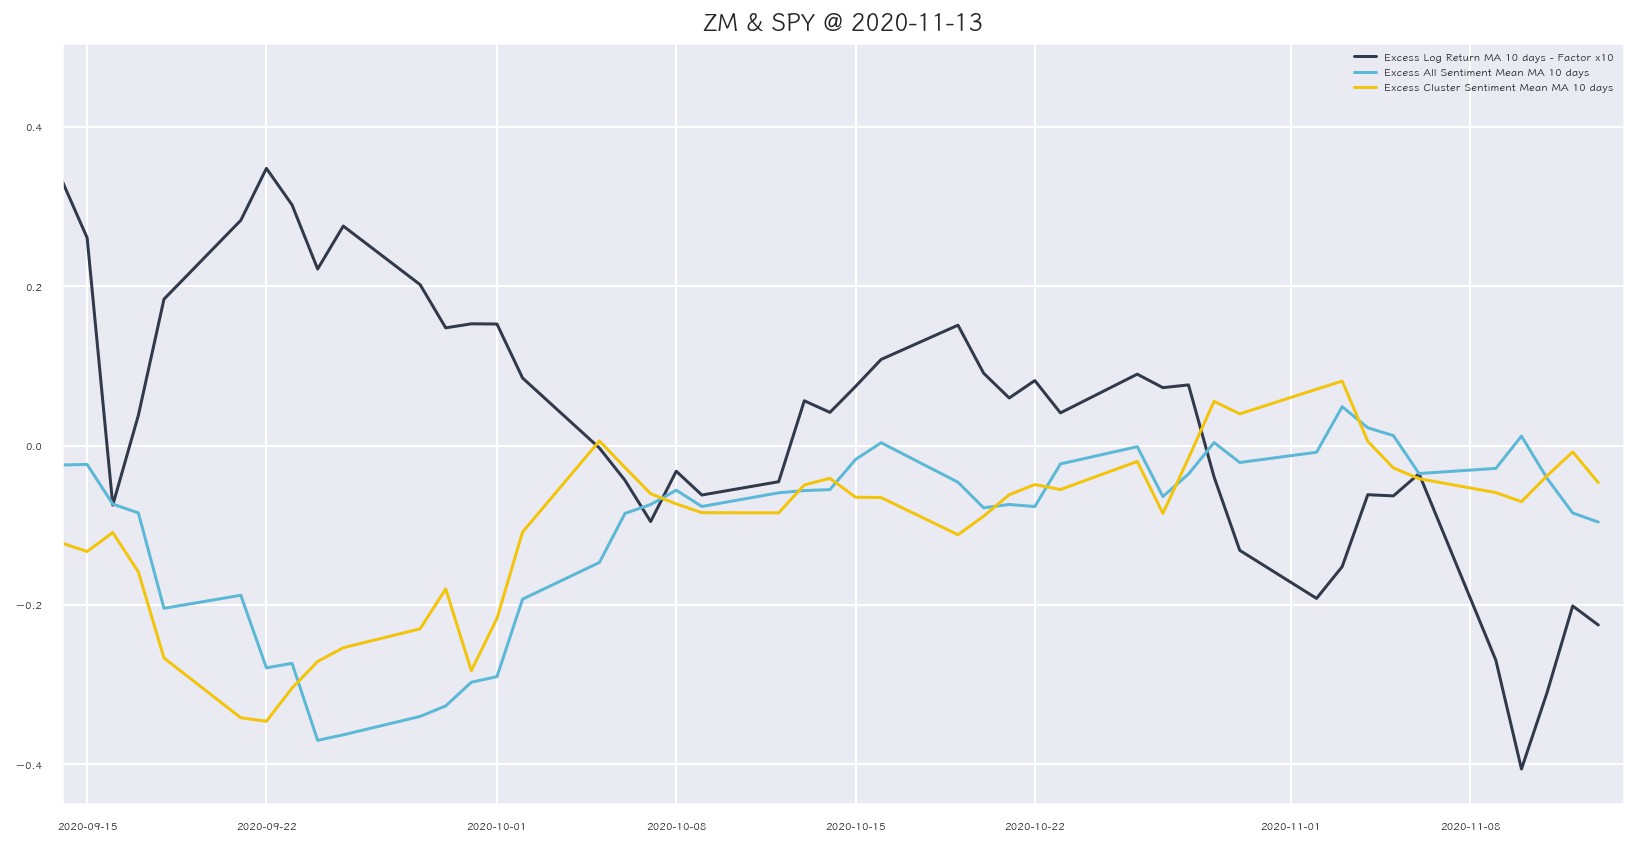 ZM & SPY @ 2020-11-13
Excess Log Return MA 10 days - Factor x10
Excess All Sentiment Mean MA 10 days
Excess Cluster Sentiment Mean MA 10 days
0.4
0.2
0.0
−0.2
−0.4
2020-09-15 2020-09-22 2020-10-01 2020-10-08 2020-10-15 2020-10-22 2020-11-01 2020-11-08